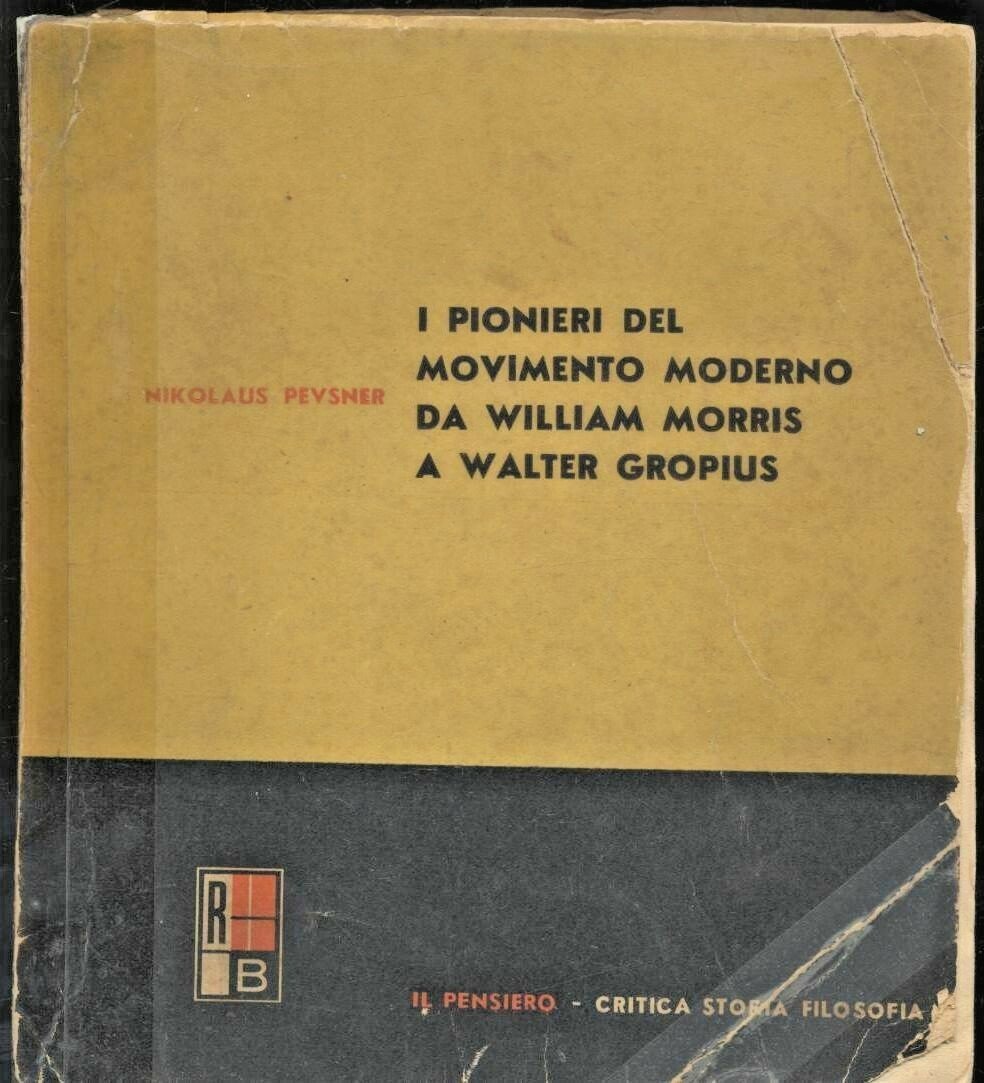 NIKOLAUS PEVSNER
I PIONIERI DEL
MOVIMENTO MODERNO
DA WILLIAM MORRIS
A WALTER GROPIUS
R
B
IL PENSIERO - CRITICA STORIA FILOSOFIA